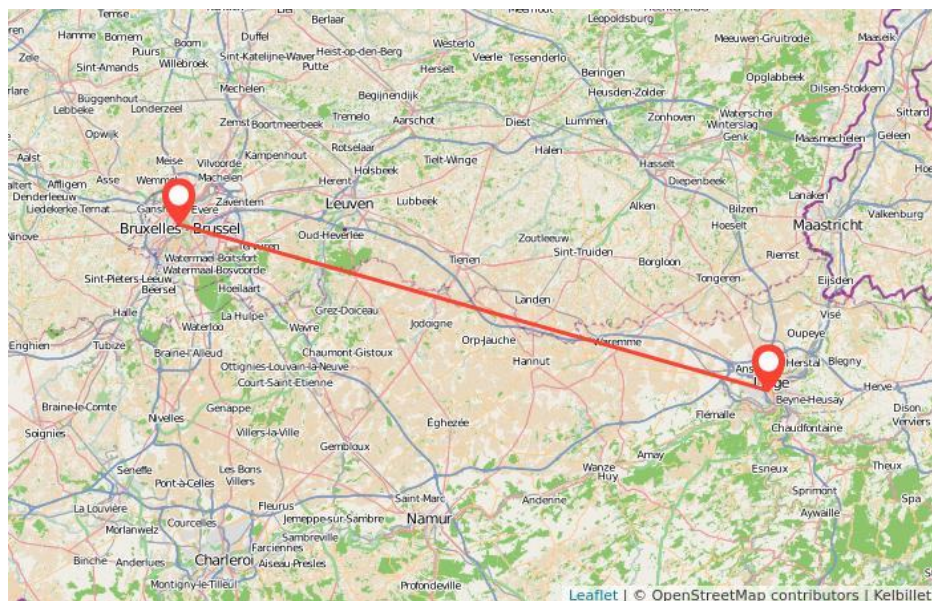 Temse
Berlaer
Leopoldsburg
Hamme Bornem
Boom
Duffel
Westerlo
Meeuwen-Gruitrode
Maaseik
Zele
Puurs
Willebroek
Sint-Katelijne-Waver
Heist-op-den-Berg
Veerle Tessenderlo
Sint-Amands
Putte
Herselt
Beringen
Opglabbeek
Mechelen
Begijnendijk
Heusden-Zolder
Dilsen-Stokkem
Buggenhout
Lebbeke
Londerzeel
Zemst Boortmeerbeek
Tremelo
Aarschot
Diest
Lummen
Zonhoven
Waterschei
Winterslag
Genk
Sittard
Opwijk
Maasmechelen
Geleen
Aalst
Meise
Vilvoorde
Kampenhout
Rotselaar
Tielt-Winge
Halen
Hasselt
Affligem
Asse
Machelen
Herent
Holsbeek
Diepenbeek
Denderleeuw
Zaventem
Leuven
Lubbeek
Lanaken
Liedekerke Ternat
Evere
Alken
Bilzen
Valkenburg
Bruxelles - Brussel
Oud-Heverlee
Zoutleeuw
Hoeselt
Maastricht
Ninove
Sint-Truiden
Watermael-Boitsfort
Watermaal-Bosvoorde
Tienen
Borgloon
Riemst
Sint-Pieters-Leeuw
Beersel
Hoeilaart
Tongeren
Eijsden
Halle
La Hulpe
Grez-Doiceau
Landen
Visé
Waterloo
Wavre
Jodoigne
Oupeye
Enghien
Tubize
Braine-l'Alleud
Chaumont-Gistoux
Orp-Jauche
Waremme
Ottignies-Louvain-la-Neuve
Hannut
Herstal
Blegny
Court-Saint-Etienne
Herve
Braine-le-Comte
Genappe
Beyne-Heusay
Nivelles
Flémalle
Dison
Soignies
Villers-la-Ville
Éghezée
Chaudfontaine
Verviers
Gembloux
Amay
Seneffe
Les Bons
Villers
Wanze
Huy
Esneux
Theux
Pont-à-Celles
Saint-Marc
Andenne
Sprimont
Spa
La Louvière
Fleurus
Namur
Aywaille
Morlanwelz
Courcelles
Jemeppe-sur-Sambre
Sambreville
Binche
Anderlues
Charleroi
Farciennes
Aiseau-Presles
Montigny-le-Tilleul
Profondeville
Leaflet | © OpenStreetMap contributors | Kelbillet